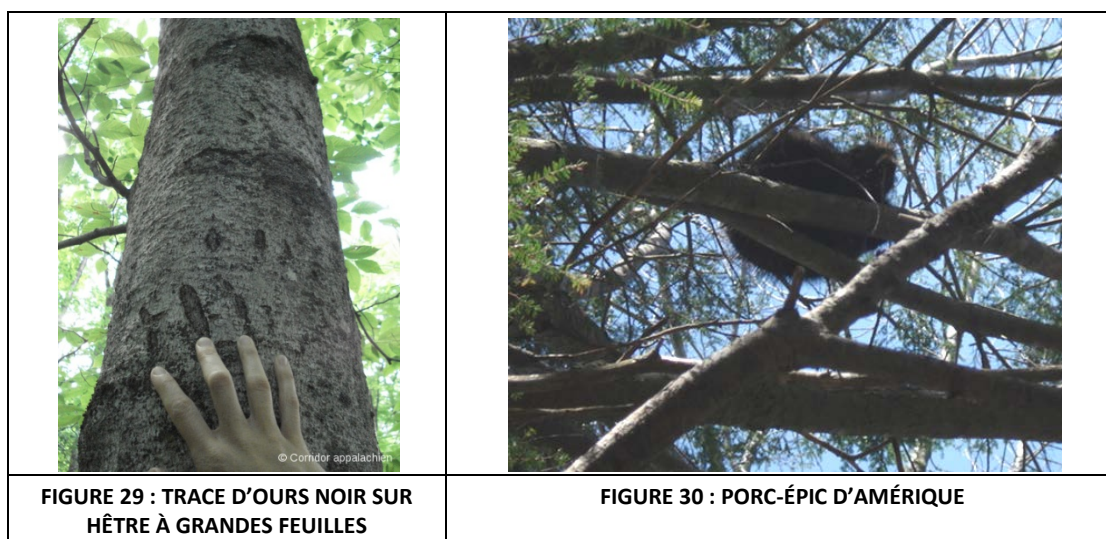 © Corridor appalachien
FIGURE 29 : TRACE D’OURS NOIR SUR
HÊTRE À GRANDES FEUILLES
FIGURE 30 : PORC-ÉPIC D’AMÉRIQUE